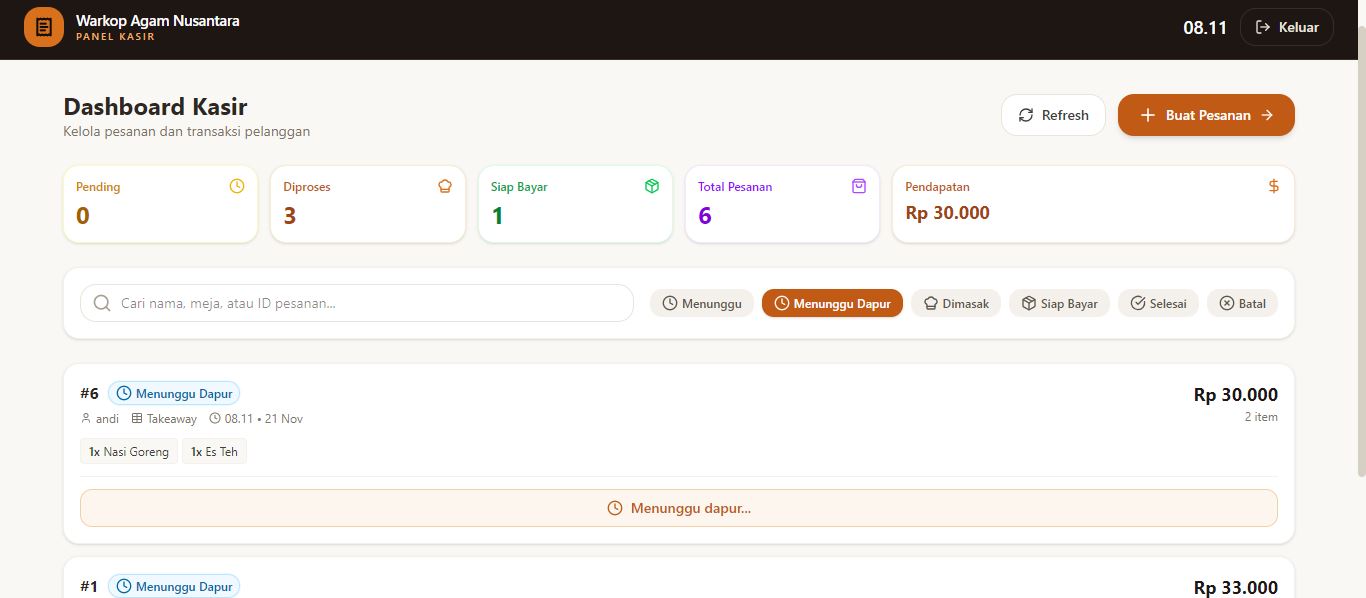 Warkop Agam Nusantara
PANEL KASIR
08.11
Keluar
Dashboard Kasir
Kelola pesanan dan transaksi pelanggan
Refresh
Buat Pesanan
Pending
0
Diproses
3
Siap Bayar
1
Total Pesanan
6
Pendapatan
Rp 30.000
Cari nama, meja, atau ID pesanan...
Menunggu
Menunggu Dapur
Dimasak
Siap Bayar
Selesai
Batal
#6 Menunggu Dapur
Rp 30.000
andi Takeaway 08.11 • 21 Nov
2 item
1x Nasi Goreng 1x Es Teh
Menunggu dapur...
#1 Menunggu Dapur
Rp 33.000